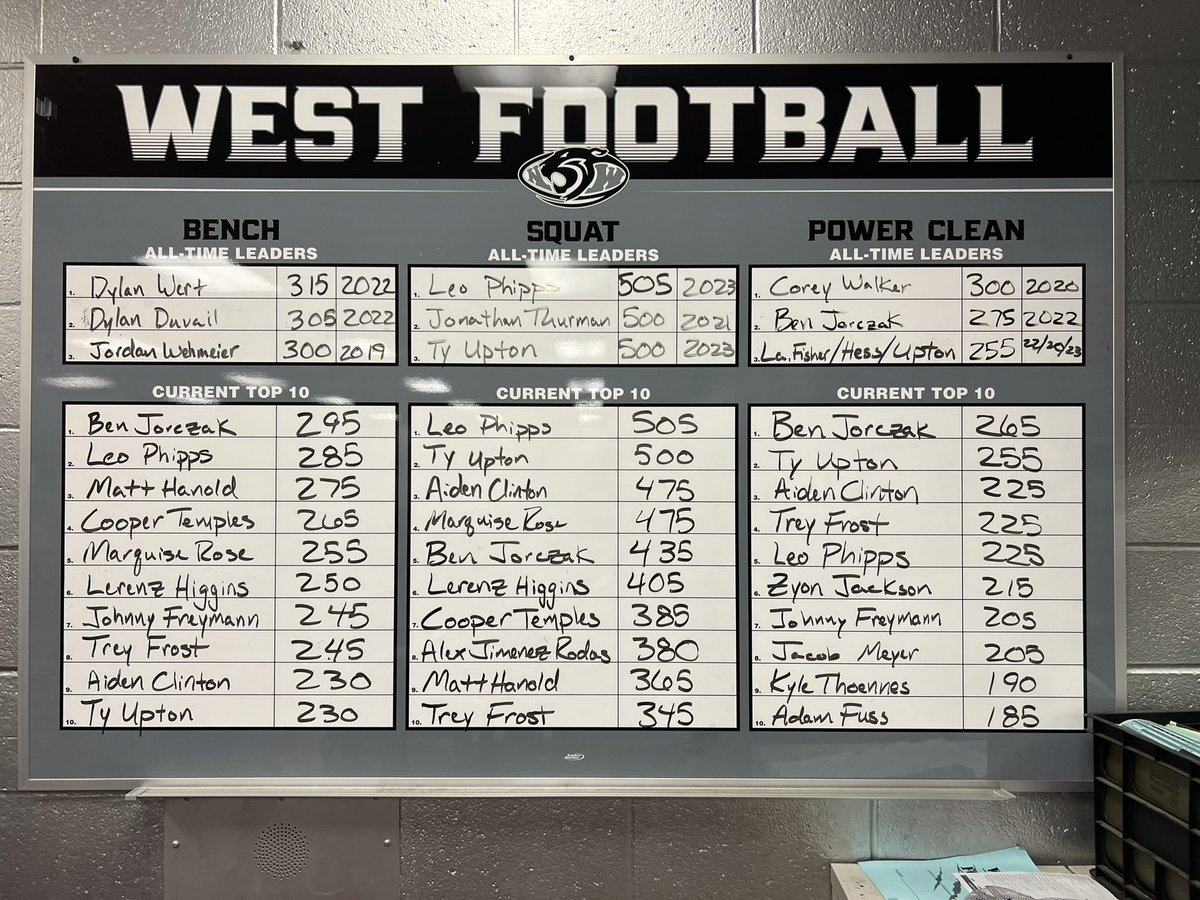 WEST FOOTBALL
N W
BENCH
ALL-TIME LEADERS
1. Dylan Wert 315 2022
2. Dylan Duvail 305 2022
3. Jordan Wehmeier 300 2019
CURRENT TOP 10
1. Ben Jorczak 295
2. Leo Phipps 285
3. Matt Hanold 275
4. Cooper Temples 265
5. Marquise Rose 255
6. Lerenz Higgins 250
7. Johnny Freymann 245
8. Trey Frost 245
9. Aiden Clinton 230
10. Ty Upton 230
SQUAT
ALL-TIME LEADERS
1. Leo Phipps 505 2023
2. Jonathan Thurman 500 2021
3. Ty Upton 500 2023
CURRENT TOP 10
1. Leo Phipps 505
2. Ty Upton 500
3. Aiden Clinton 475
4. Marquise Rose 475
5. Ben Jorczak 435
6. Lerenz Higgins 405
7. Cooper Temples 385
8. Alex Jimenez Rodas 380
9. Matt Hanold 365
10. Trey Frost 345
POWER CLEAN
ALL-TIME LEADERS
1. Corey Walker 300 2020
2. Ben Jorczak 275 2022
3. La. Fisher/Hess/Upton 255 22/20/23
CURRENT TOP 10
1. Ben Jorczak 265
2. Ty Upton 255
3. Aiden Clinton 225
4. Trey Frost 225
5. Leo Phipps 225
6. Zyon Jackson 215
7. Johnny Freymann 205
8. Jacob Meyer 205
9. Kyle Thoennes 190
10. Adam Fuss 185